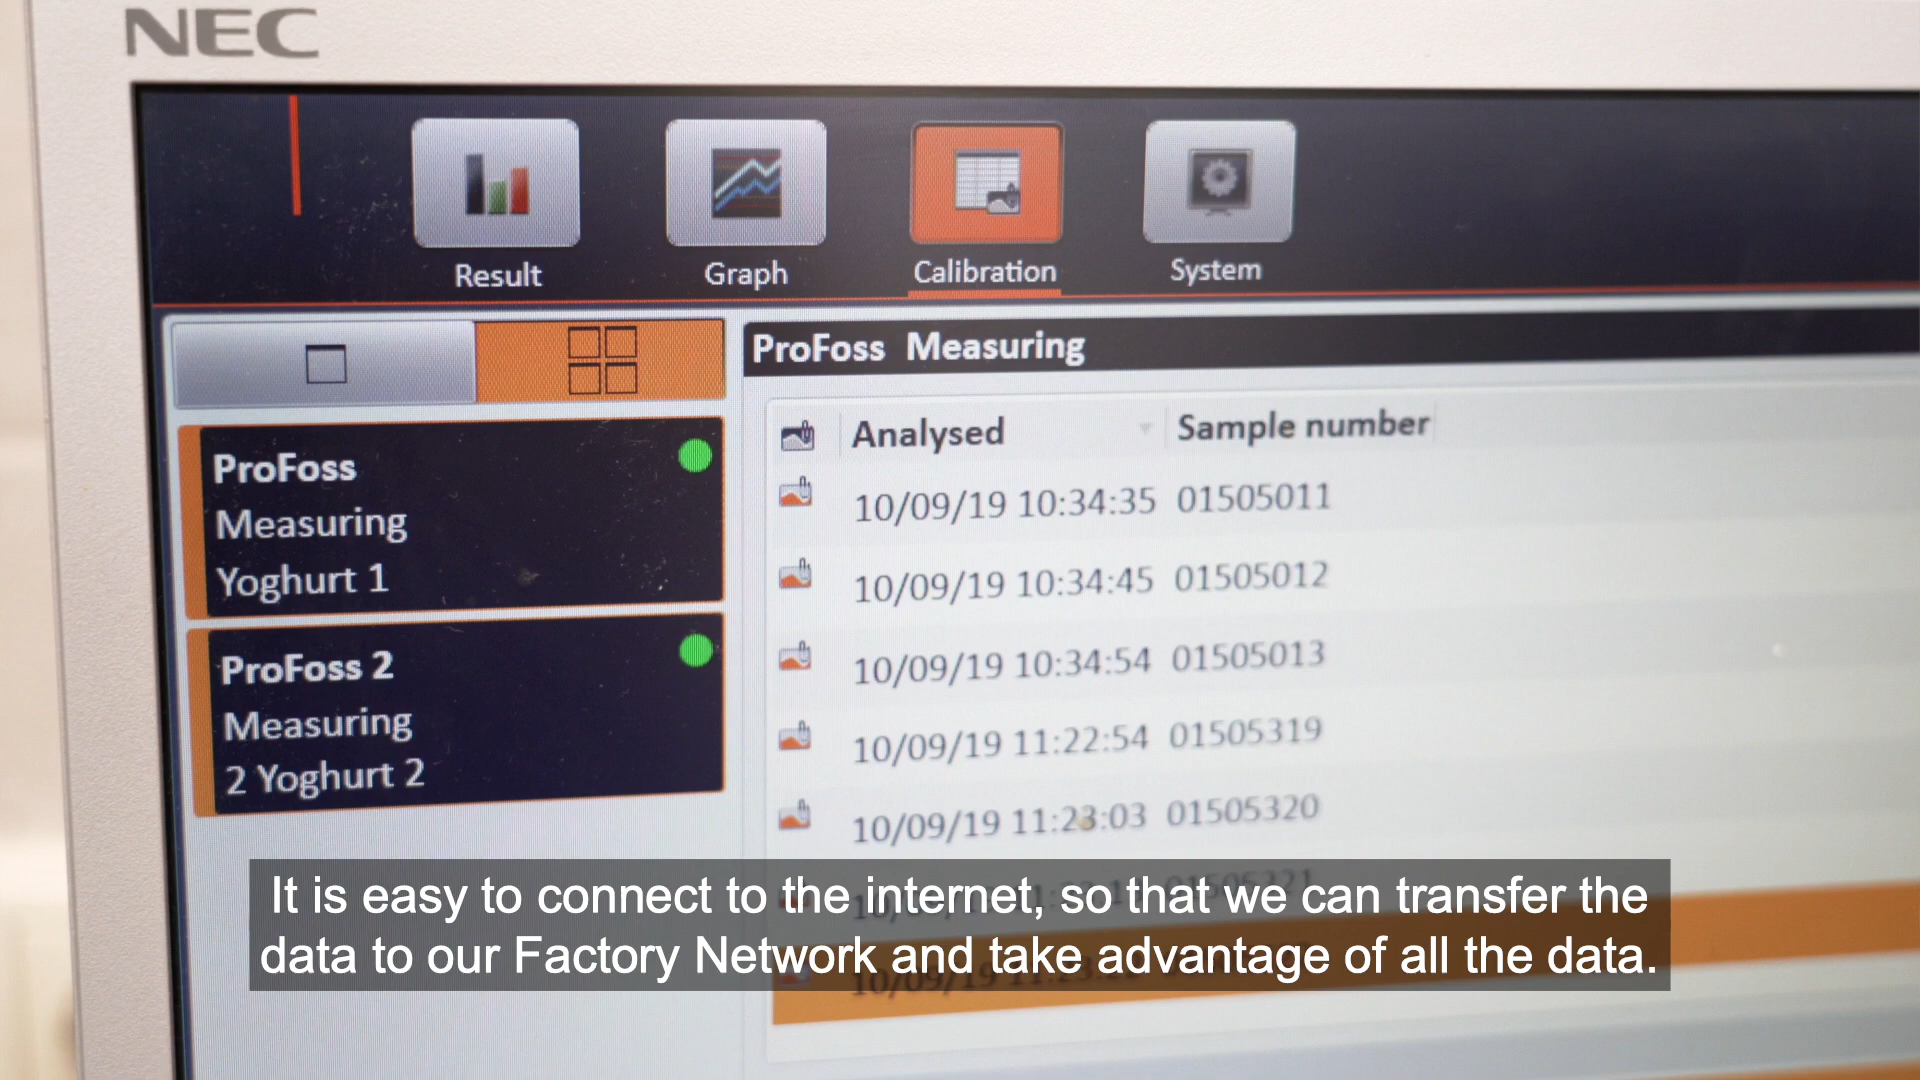 NEC
Result
Graph
Calibration
System
ProFoss
Measuring
Yoghurt 1
ProFoss 2
Measuring
2 Yoghurt 2
ProFoss Measuring
Analysed Sample number
10/09/19 10:34:35 01505011
10/09/19 10:34:45 01505012
10/09/19 10:34:54 01505013
10/09/19 11:22:54 01505319
10/09/19 11:23:03 01505320
It is easy to connect to the internet, so that we can transfer the
data to our Factory Network and take advantage of all the data.